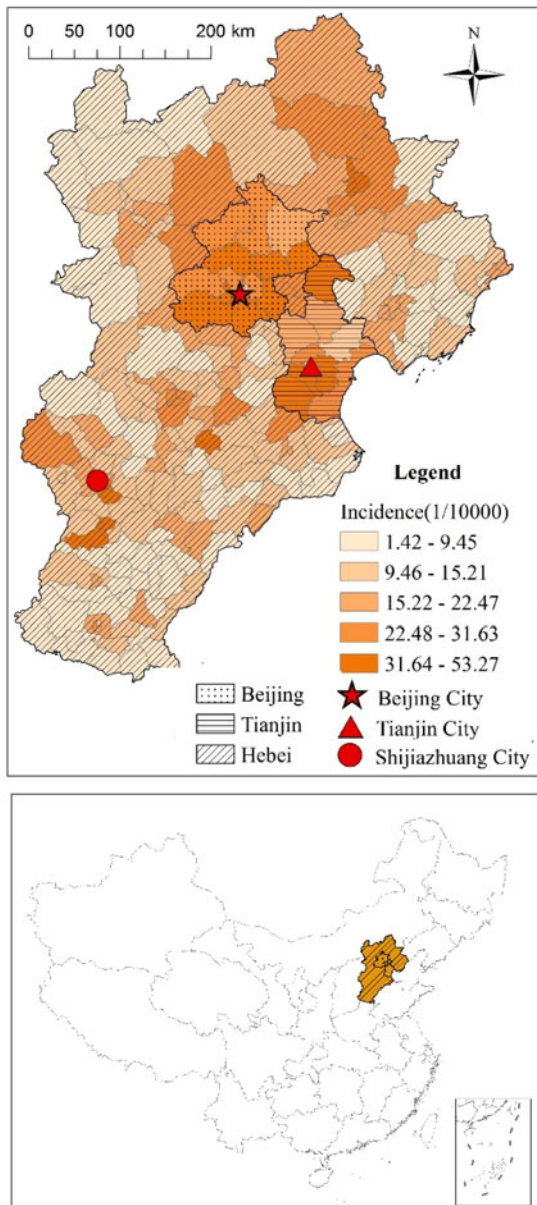 0 50 100 200 km
N
Legend
Incidence(1/10000)
1.42 - 9.45
9.46 - 15.21
15.22 - 22.47
22.48 - 31.63
31.64 - 53.27
Beijing
Beijing City
Tianjin
Tianjin City
Hebei
Shijiazhuang City